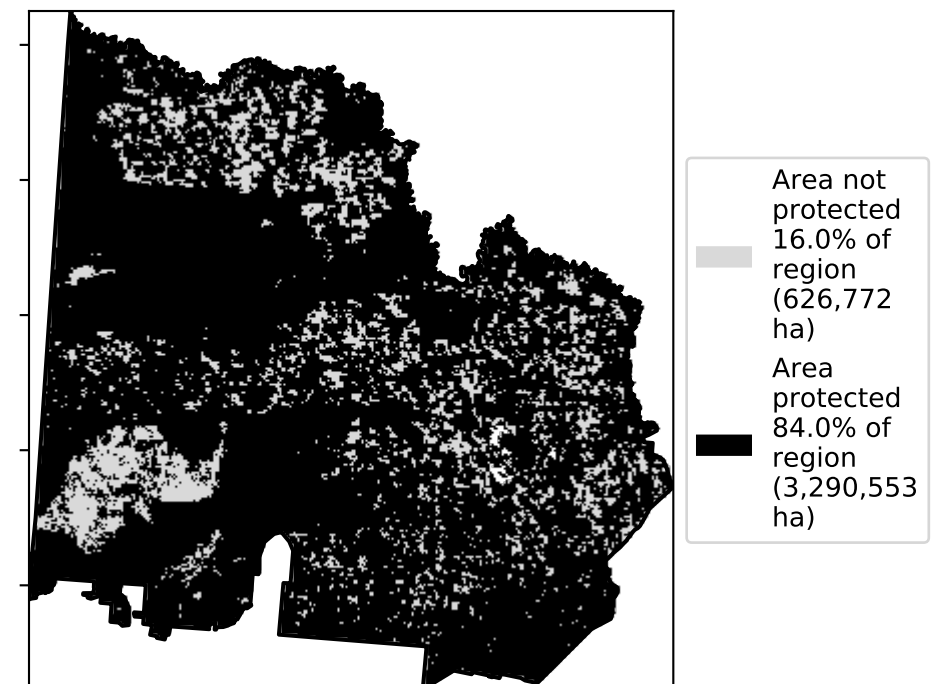 Area not
protected
16.0% of
region
(626,772
ha)
Area
protected
84.0% of
region
(3,290,553
ha)